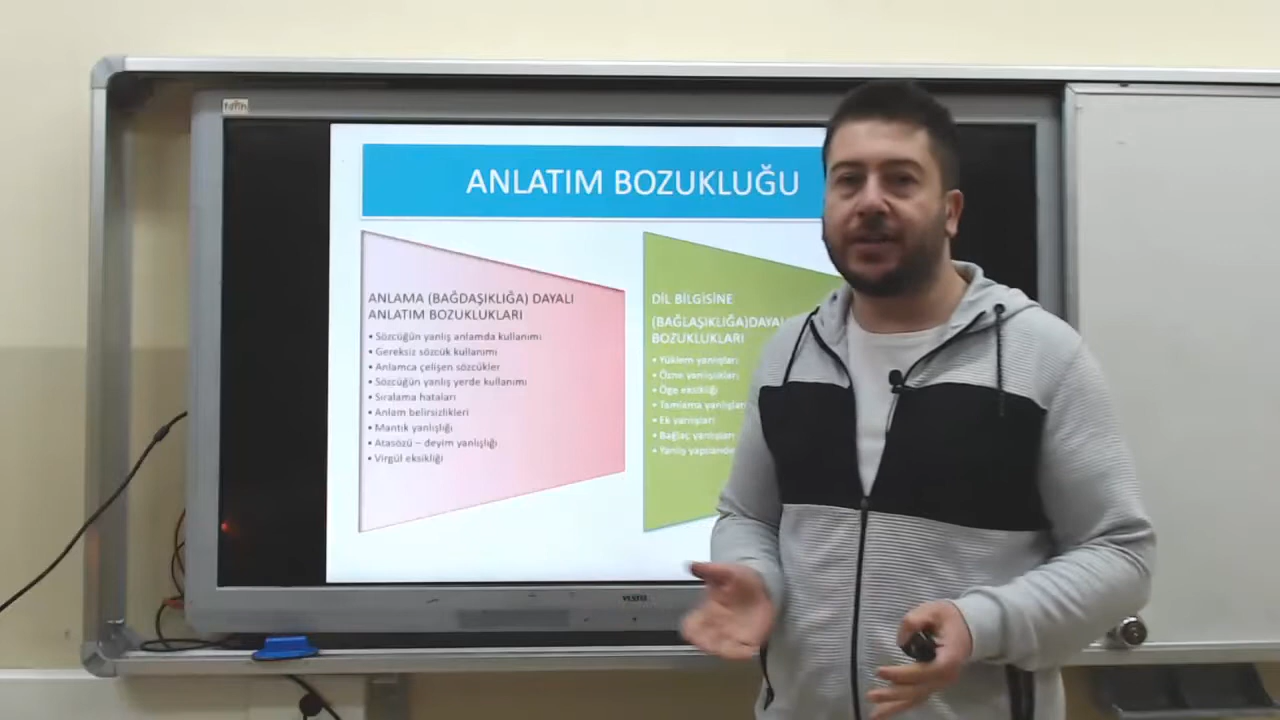 ANLATIM BOZUKLUĞU
ANLAMA (BAĞDAŞIKLIĞA) DAYALI
ANLATIM BOZUKLUKLARI
• Sözcüğün yanlış anlamda kullanımı
• Gereksiz sözcük kullanımı
• Anlamca çelişen sözcükler
• Sözcüğün yanlış yerde kullanımı
• Sıralama hataları
• Anlam belirsizlikleri
• Mantık yanlışlığı
• Atasözü – deyim yanlışlığı
• Virgül eksikliği
DİL BİLGİSİNE
(BAĞLAŞIKLIĞA)DAYALI
BOZUKLUKLARI
• Yüklem yanlışları
• Özne yanlışlıkları
• Öge eksikliği
• Tamlama yanlışları
• Ek yanlışları
• Bağlaç yanlışları
• Yanlış
VESTEL